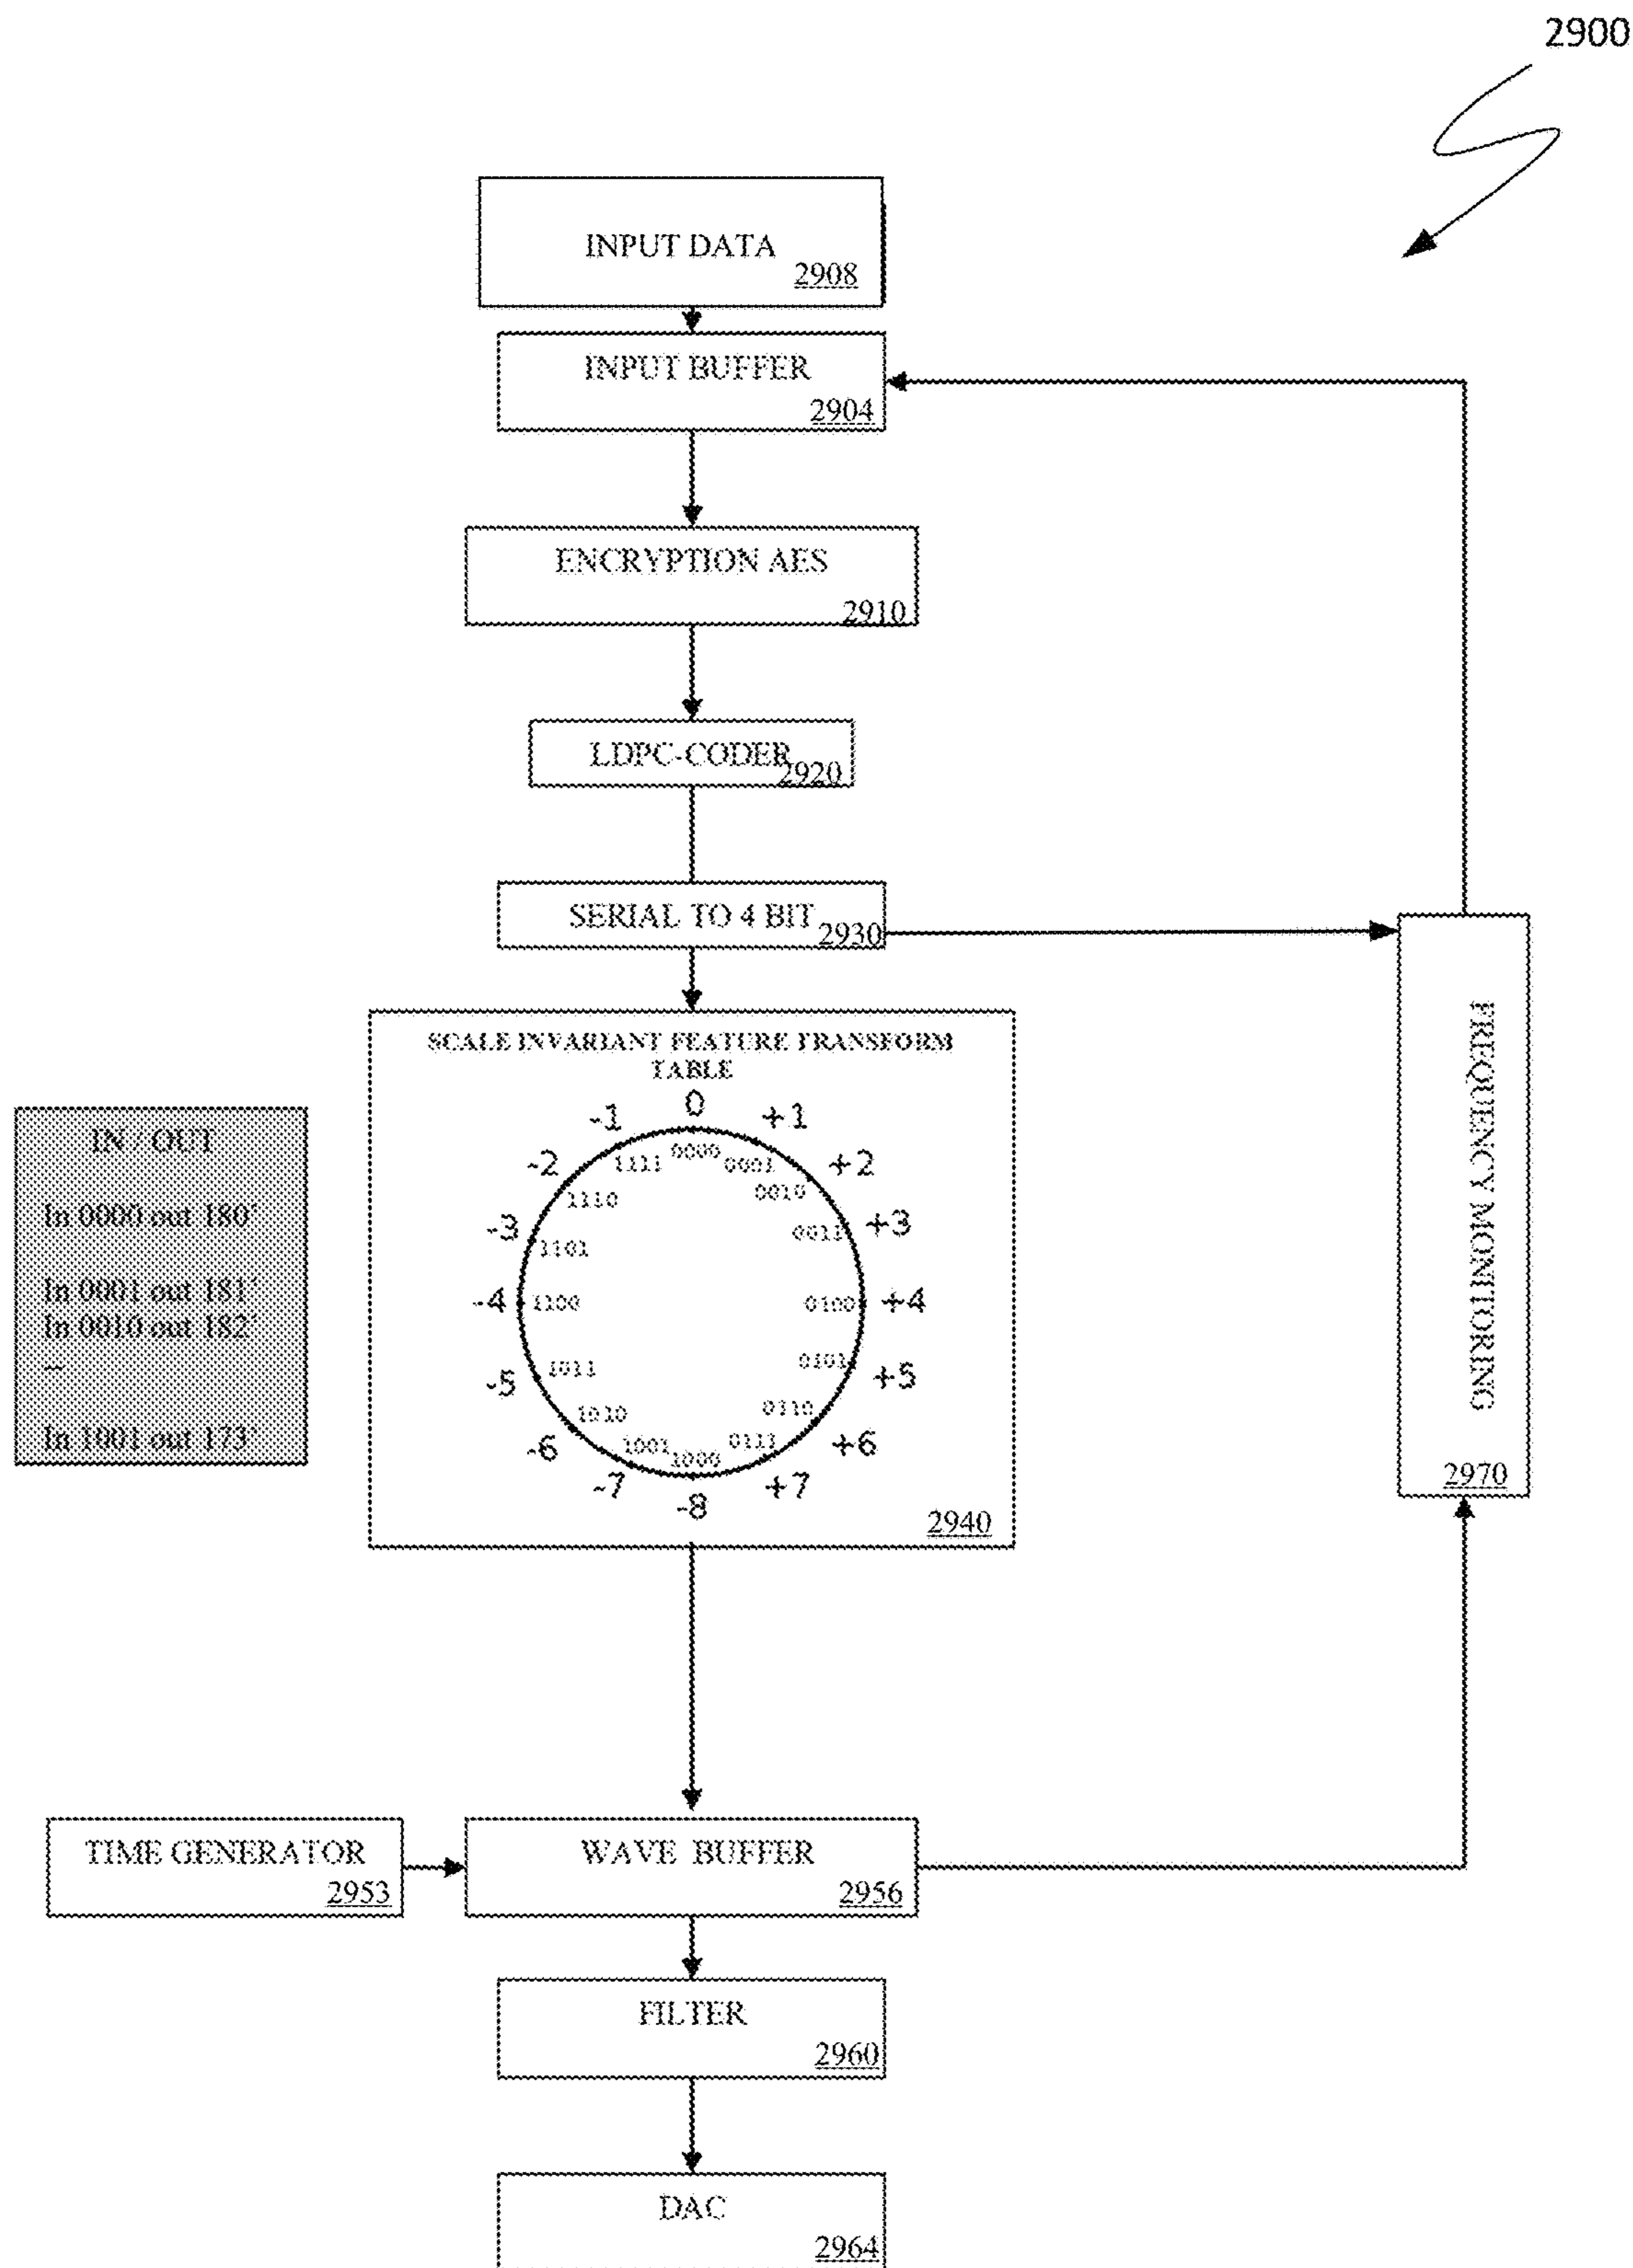 2900
INPUT DATA
2908
INPUT BUFFER
2904
ENCRYPTION AES
2910
LDPC-CODER
2920
SERIAL TO 4 BIT
2930
SCALE INVARIANT FEATURE TRANSFORM
TABLE
0
-1
+1
-2
+2
-3
+3
-4
+4
-5
+5
-6
+6
-7
+7
-8
0000
1111
0001
1110
0010
1101
0011
1100
0100
1011
0101
1010
0110
1001
0111
1000
2940
IN / OUT
In 0000 out 180°
In 0001 out 181°
In 0010 out 182°
...
In 1001 out 173°
FREQUENCY MONITORING
2970
TIME GENERATOR
2953
WAVE BUFFER
2956
FILTER
2960
DAC
2964